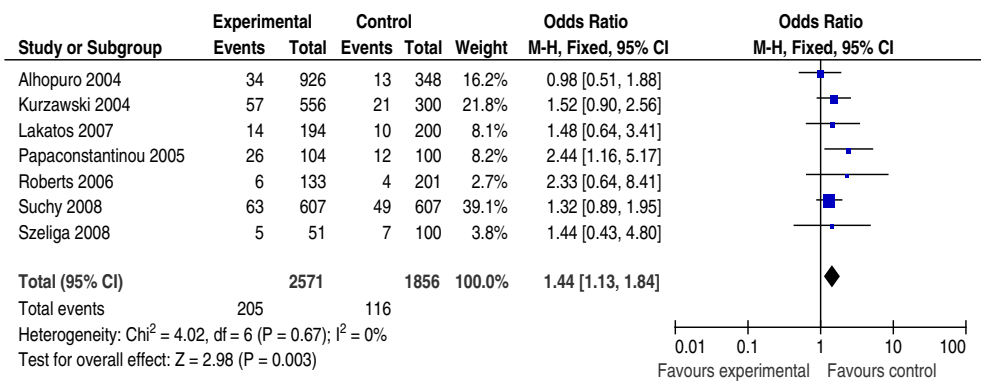 Experimental Control Odds Ratio Odds Ratio
Study or Subgroup Events Total Events Total Weight M-H, Fixed, 95% CI M-H, Fixed, 95% CI
Alhopuro 2004 34 926 13 348 16.2% 0.98 [0.51, 1.88]
Kurzawski 2004 57 556 21 300 21.8% 1.52 [0.90, 2.56]
Lakatos 2007 14 194 10 200 8.1% 1.48 [0.64, 3.41]
Papaconstantinou 2005 26 104 12 100 8.2% 2.44 [1.16, 5.17]
Roberts 2006 6 133 4 201 2.7% 2.33 [0.64, 8.41]
Suchy 2008 63 607 49 607 39.1% 1.32 [0.89, 1.95]
Szeliga 2008 5 51 7 100 3.8% 1.44 [0.43, 4.80]
Total (95% CI) 2571 1856 100.0% 1.44 [1.13, 1.84]
Total events 205 116
Heterogeneity: Chi² = 4.02, df = 6 (P = 0.67); I² = 0%
Test for overall effect: Z = 2.98 (P = 0.003)
0.01 0.1 1 10 100
Favours experimental Favours control